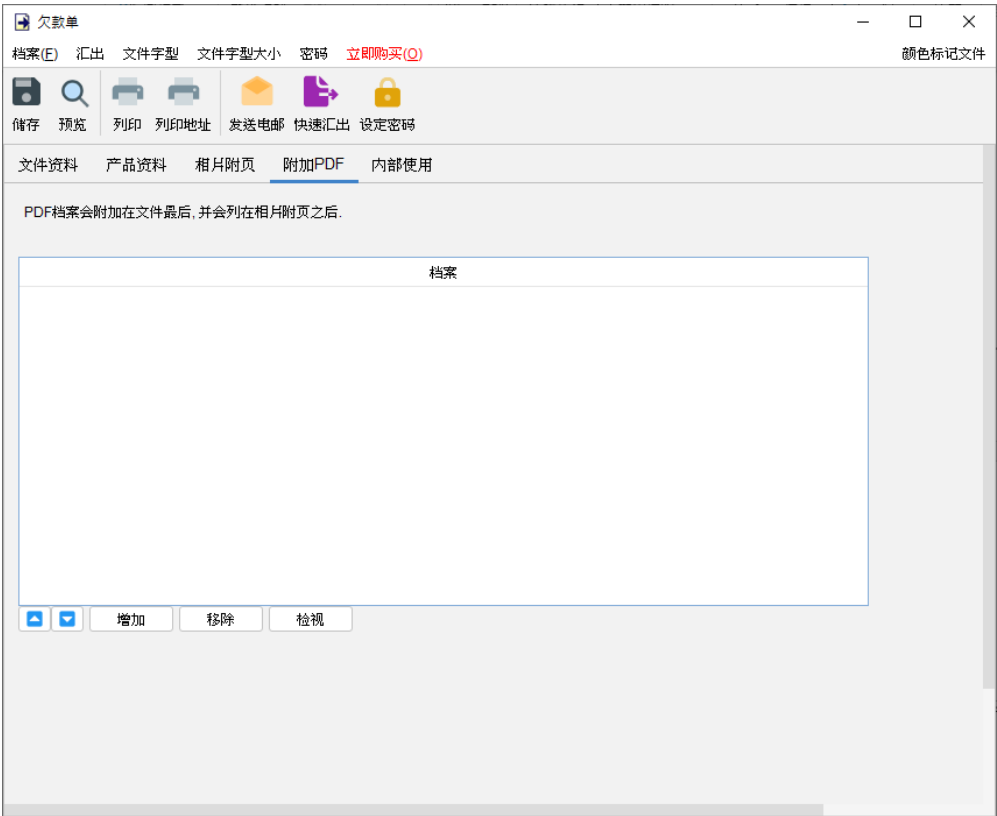 欠款单
档案(F) 汇出 文件字型 文件字型大小 密码 立即购买(O) 颜色标记文件
储存 预览 列印 列印地址 发送电邮 快速汇出 设定密码
文件资料 产品资料 相片附页 附加PDF 内部使用
PDF档案会附加在文件最后, 并会列在相片附页之后.
档案
增加 移除 检视